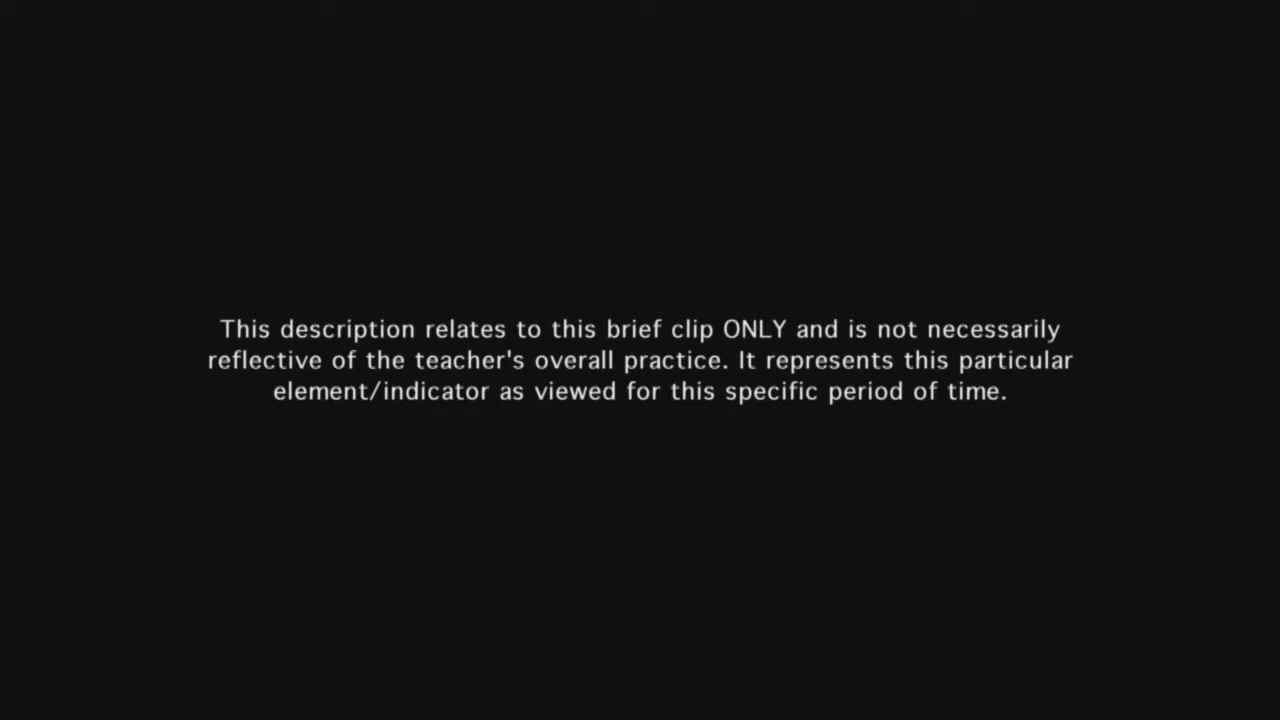 This description relates to this brief clip ONLY and is not necessarily
reflective of the teacher's overall practice. It represents this particular
element/indicator as viewed for this specific period of time.